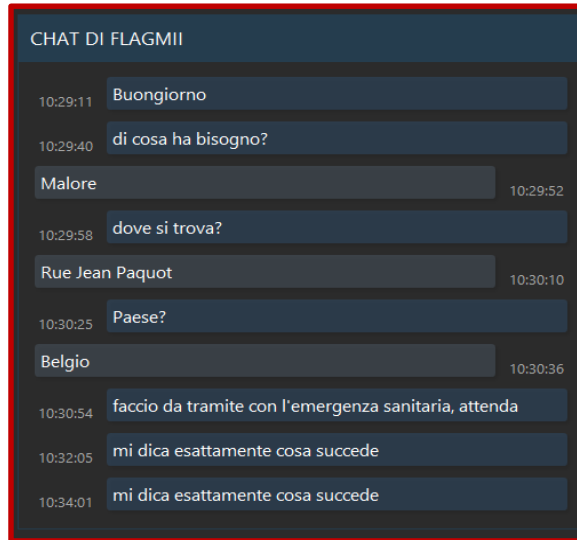 CHAT DI FLAGMII
10:29:11 Buongiorno
10:29:40 di cosa ha bisogno?
Malore 10:29:52
10:29:58 dove si trova?
Rue Jean Paquot 10:30:10
10:30:25 Paese?
Belgio 10:30:36
10:30:54 faccio da tramite con l'emergenza sanitaria, attenda
10:32:05 mi dica esattamente cosa succede
10:34:01 mi dica esattamente cosa succede